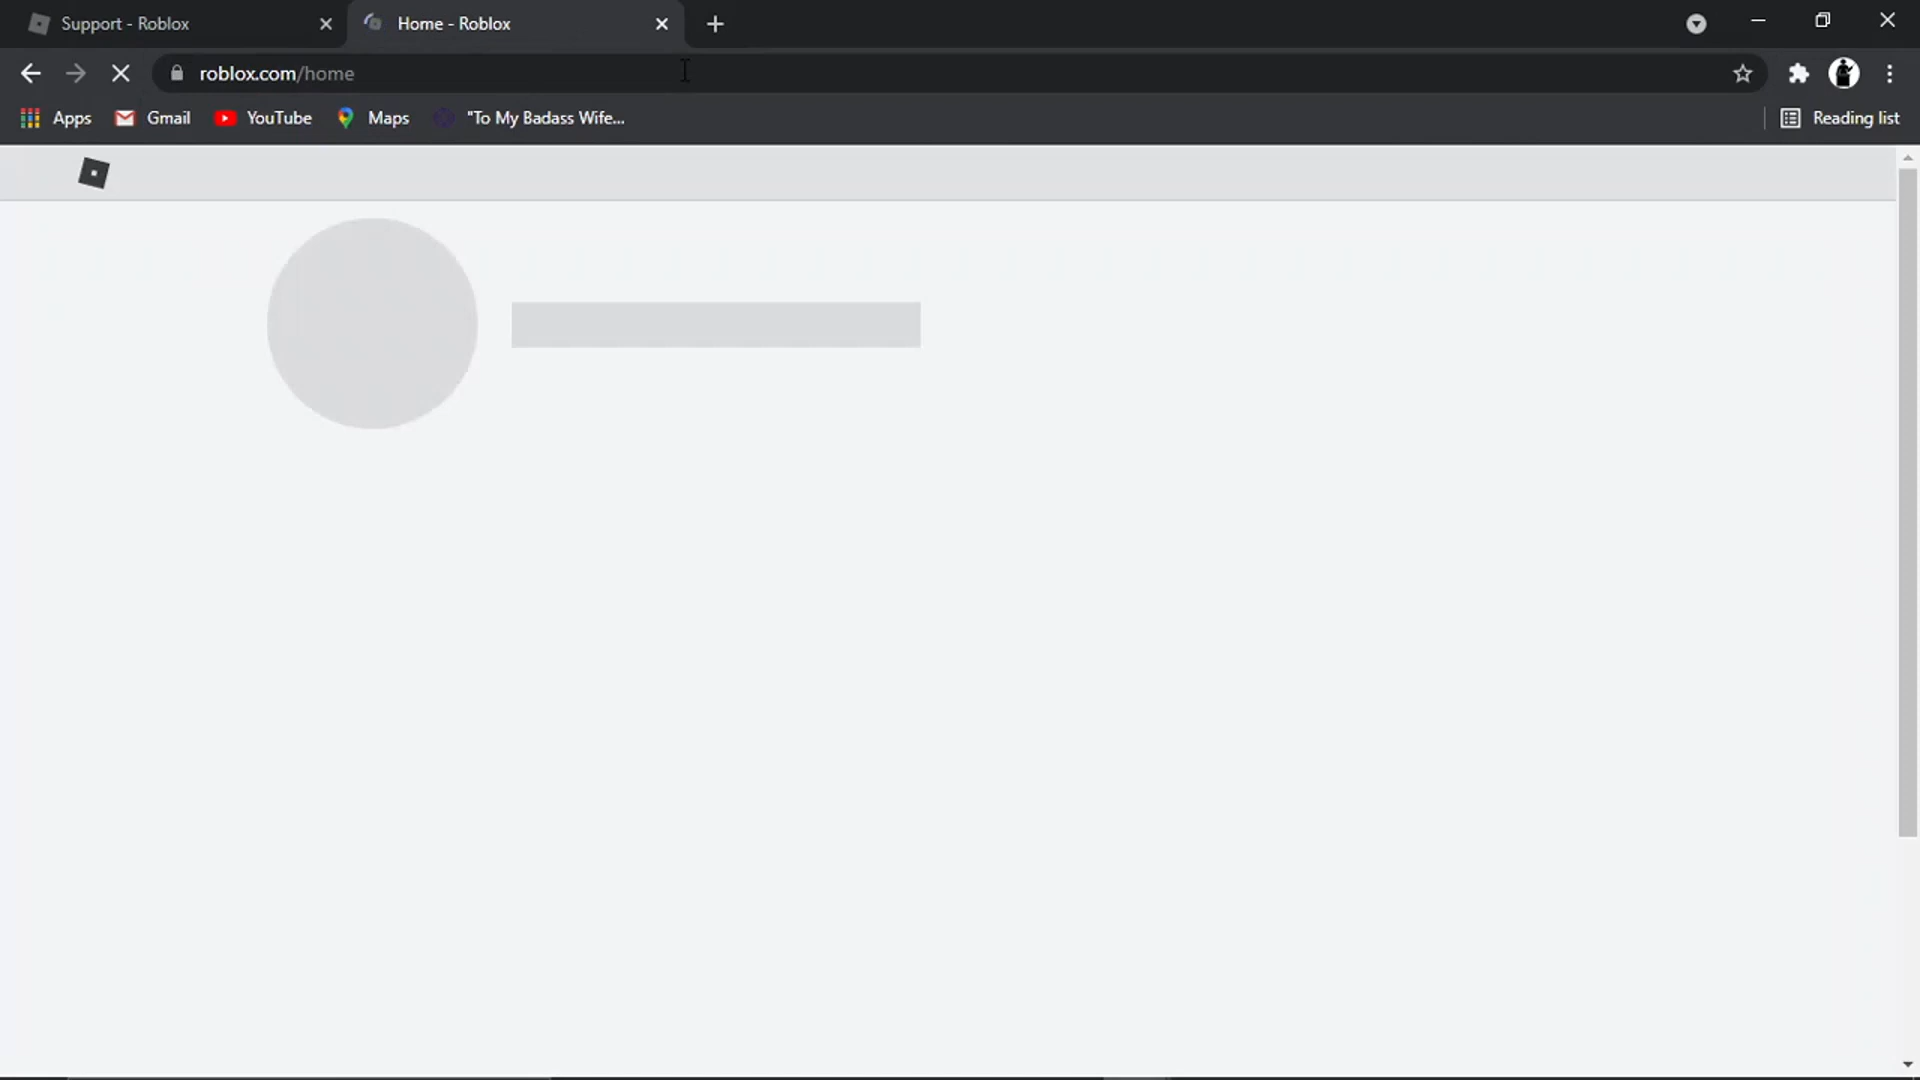 Support - Roblox
Home - Roblox
roblox.com/home
Apps
Gmail
YouTube
Maps
"To My Badass Wife...
Reading list